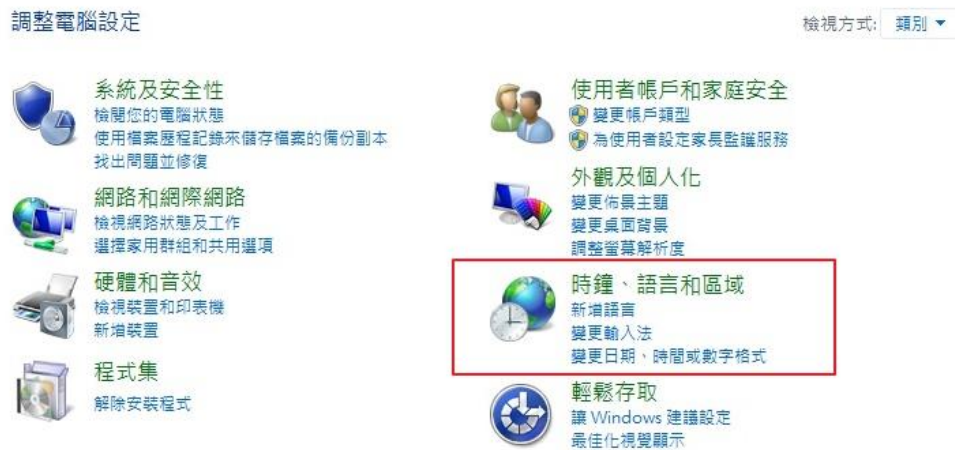 調整電腦設定
檢視方式: 類別
系統及安全性
檢閱您的電腦狀態
使用檔案歷程記錄來儲存檔案的備份副本
找出問題並修復
網路和網際網路
檢視網路狀態及工作
選擇家用群組和共用選項
硬體和音效
檢視裝置和印表機
新增裝置
程式集
解除安裝程式
使用者帳戶和家庭安全
變更帳戶類型
為使用者設定家長監護服務
外觀及個人化
變更佈景主題
變更桌面背景
調整螢幕解析度
時鐘、語言和區域
新增語言
變更輸入法
變更日期、時間或數字格式
輕鬆存取
讓 Windows 建議設定
最佳化視覺顯示